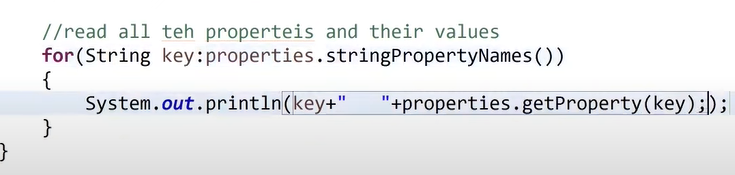 //read all teh properteis and their values
for(String key:properties.stringPropertyNames())
{
System.out.println(key+"   "+properties.getProperty(key););
}
}